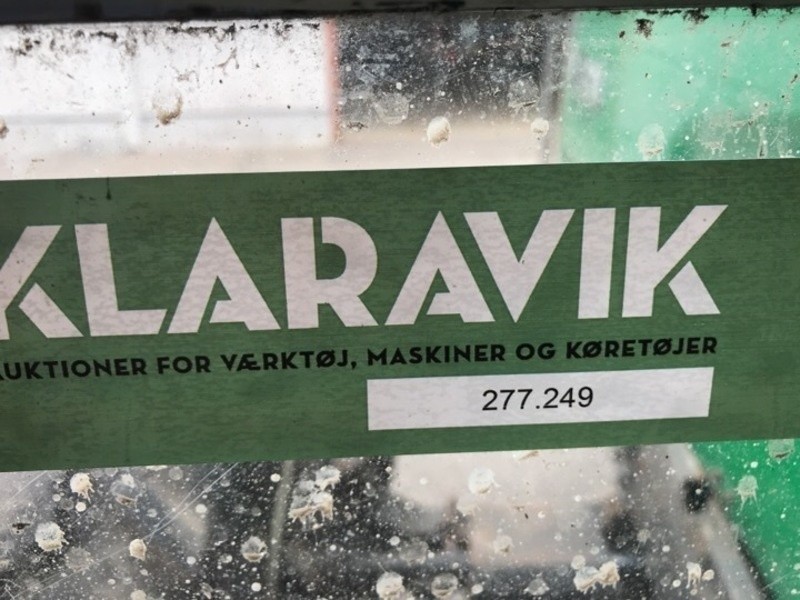 KLARAVIK
AUKTIONER FOR VÆRKTØJ, MASKINER OG KØRETØJER
277.249